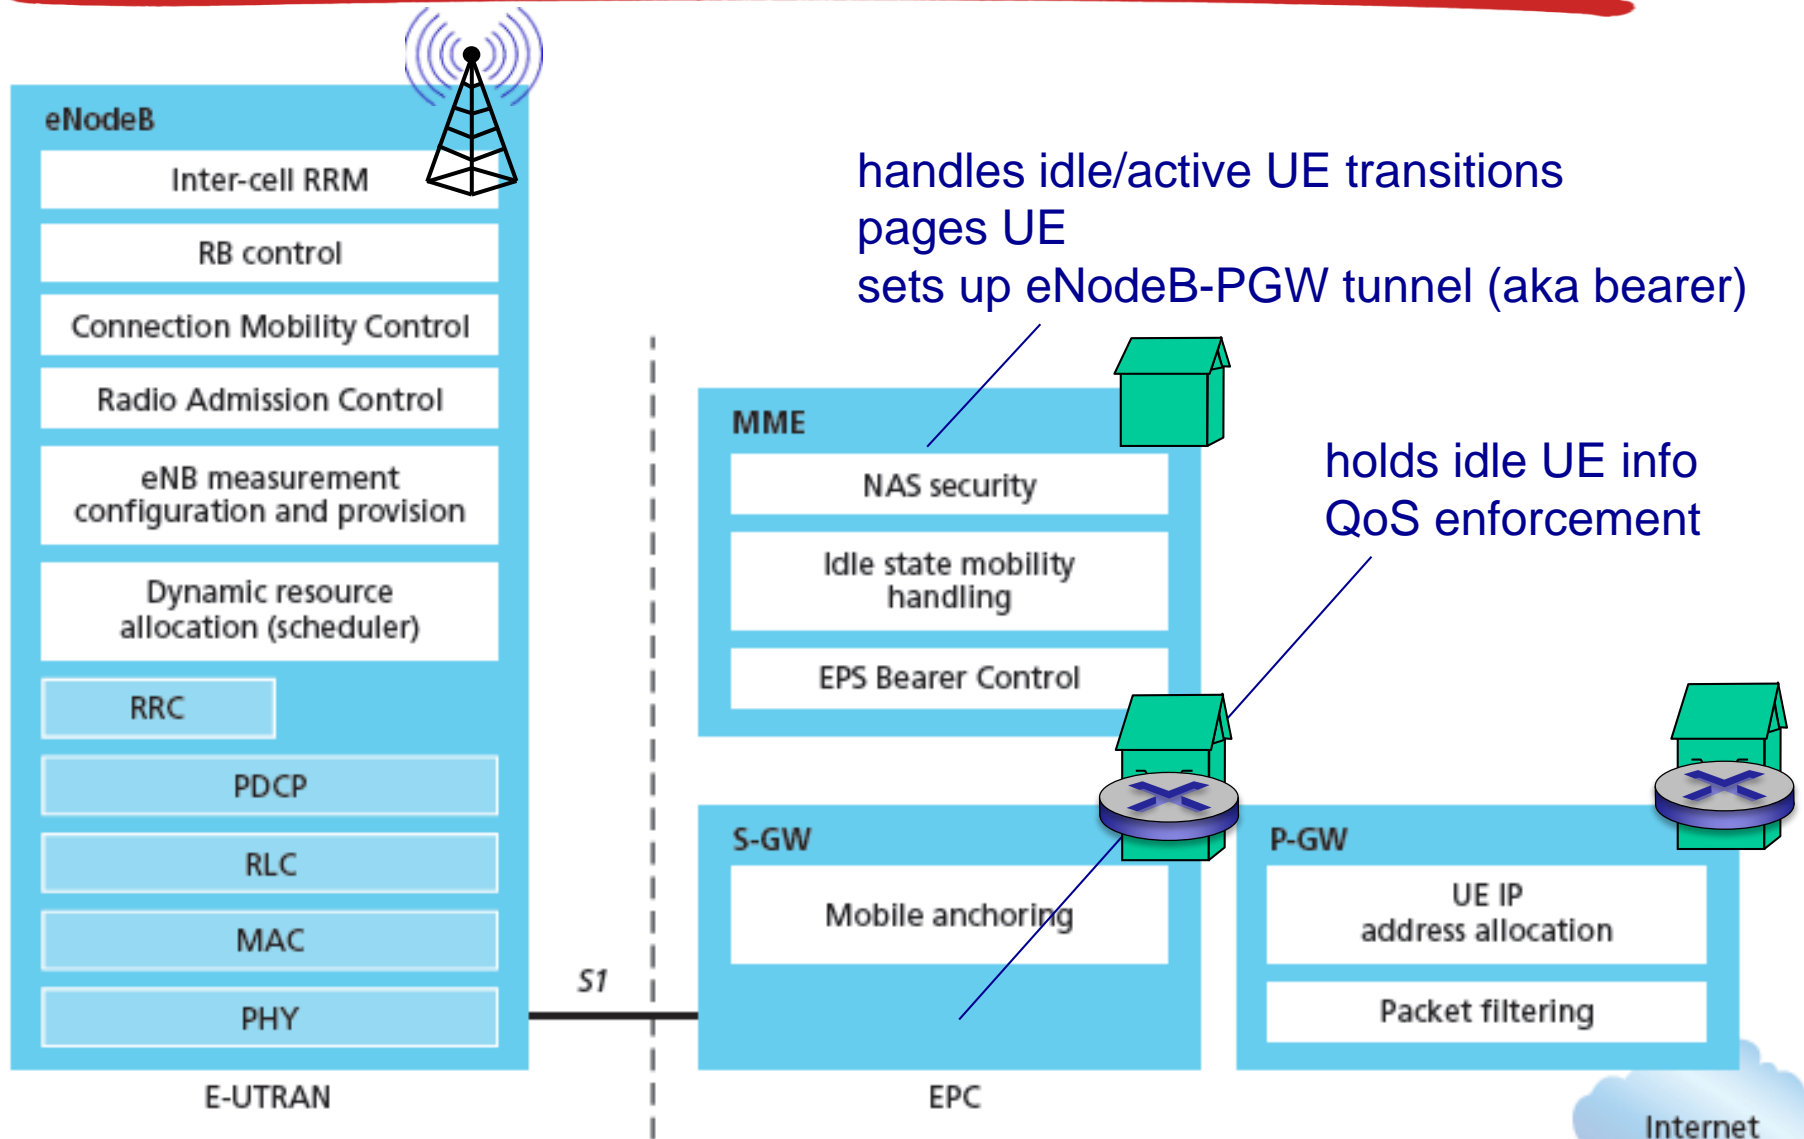 eNodeB
Inter-cell RRM
RB control
Connection Mobility Control
Radio Admission Control
eNB measurement
configuration and provision
Dynamic resource
allocation (scheduler)
RRC
PDCP
RLC
MAC
PHY
E-UTRAN
S1
handles idle/active UE transitions
pages UE
sets up eNodeB-PGW tunnel (aka bearer)
MME
NAS security
Idle state mobility
handling
EPS Bearer Control
holds idle UE info
QoS enforcement
S-GW
Mobile anchoring
P-GW
UE IP
address allocation
Packet filtering
EPC
Internet